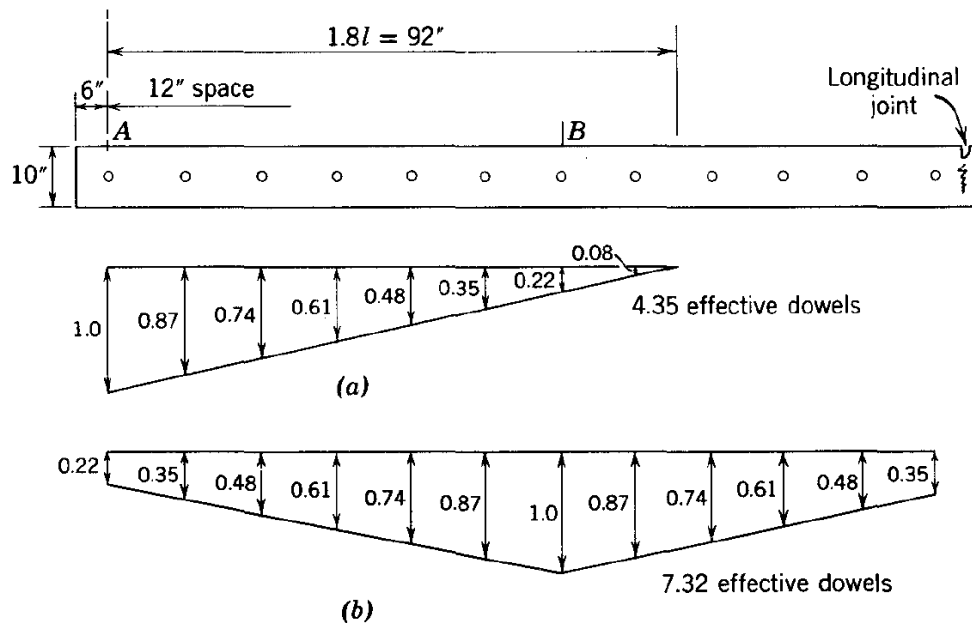 1.8l = 92"
6"
12" space
Longitudinal
joint
A
B
10"
0.08
1.0
0.87
0.74
0.61
0.48
0.35
0.22
4.35 effective dowels
(a)
0.22
0.35
0.48
0.61
0.74
0.87
1.0
0.87
0.74
0.61
0.48
0.35
7.32 effective dowels
(b)